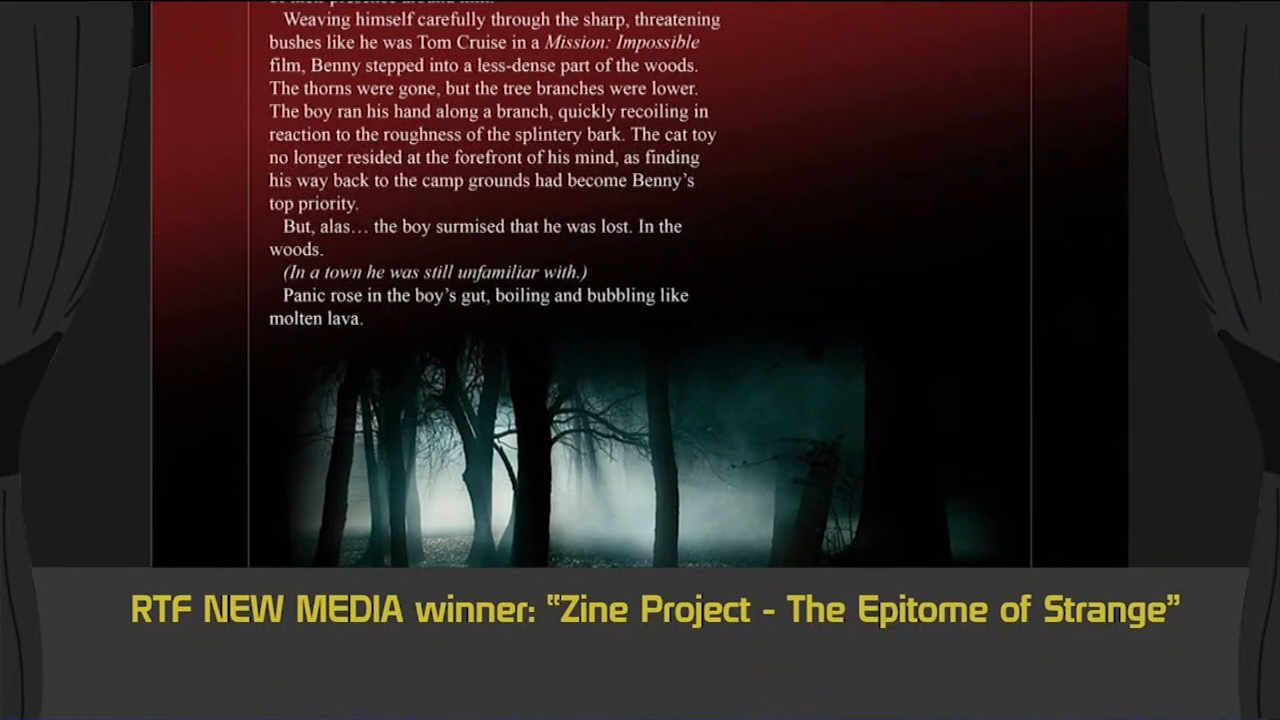 Weaving himself carefully through the sharp, threatening
bushes like he was Tom Cruise in a Mission: Impossible
film, Benny stepped into a less-dense part of the woods.
The thorns were gone, but the tree branches were lower.
The boy ran his hand along a branch, quickly recoiling in
reaction to the roughness of the splintery bark. The cat toy
no longer resided at the forefront of his mind, as finding
his way back to the camp grounds had become Benny’s
top priority.
But, alas… the boy surmised that he was lost. In the
woods.
(In a town he was still unfamiliar with.)
Panic rose in the boy’s gut, boiling and bubbling like
molten lava.
RTF NEW MEDIA winner: “Zine Project - The Epitome of Strange”